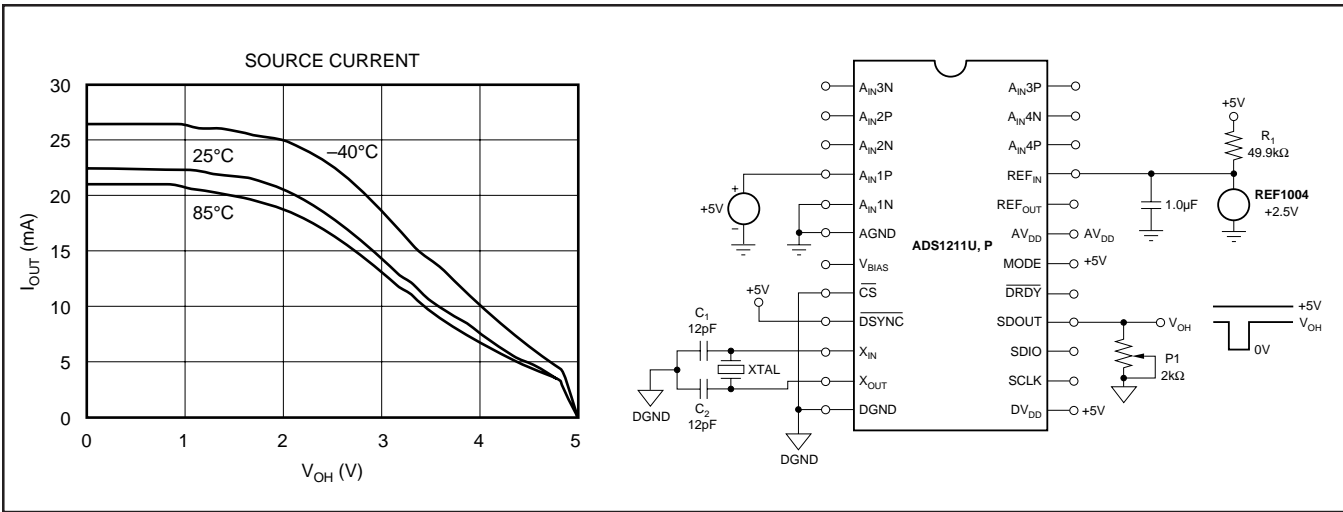 SOURCE CURRENT
30
25
20
15
10
5
0
I_OUT (mA)
–40°C
25°C
85°C
0 1 2 3 4 5
V_OH (V)
A_IN3N
A_IN2P
A_IN2N
A_IN1P
A_IN1N
AGND
V_BIAS
C̅S̅
D̅S̅Y̅N̅C̅
X_IN
X_OUT
DGND
ADS1211U, P
A_IN3P
A_IN4N
A_IN4P
REF_IN
REF_OUT
AV_DD
MODE
D̅R̅D̅Y̅
SDOUT
SDIO
SCLK
DV_DD
+
+5V
–
+5V
C_1
12pF
XTAL
C_2
12pF
DGND
DGND
+5V
R_1
49.9kΩ
1.0µF
REF1004
+2.5V
AV_DD
+5V
V_OH
P1
2kΩ
+5V
+5V
V_OH
0V